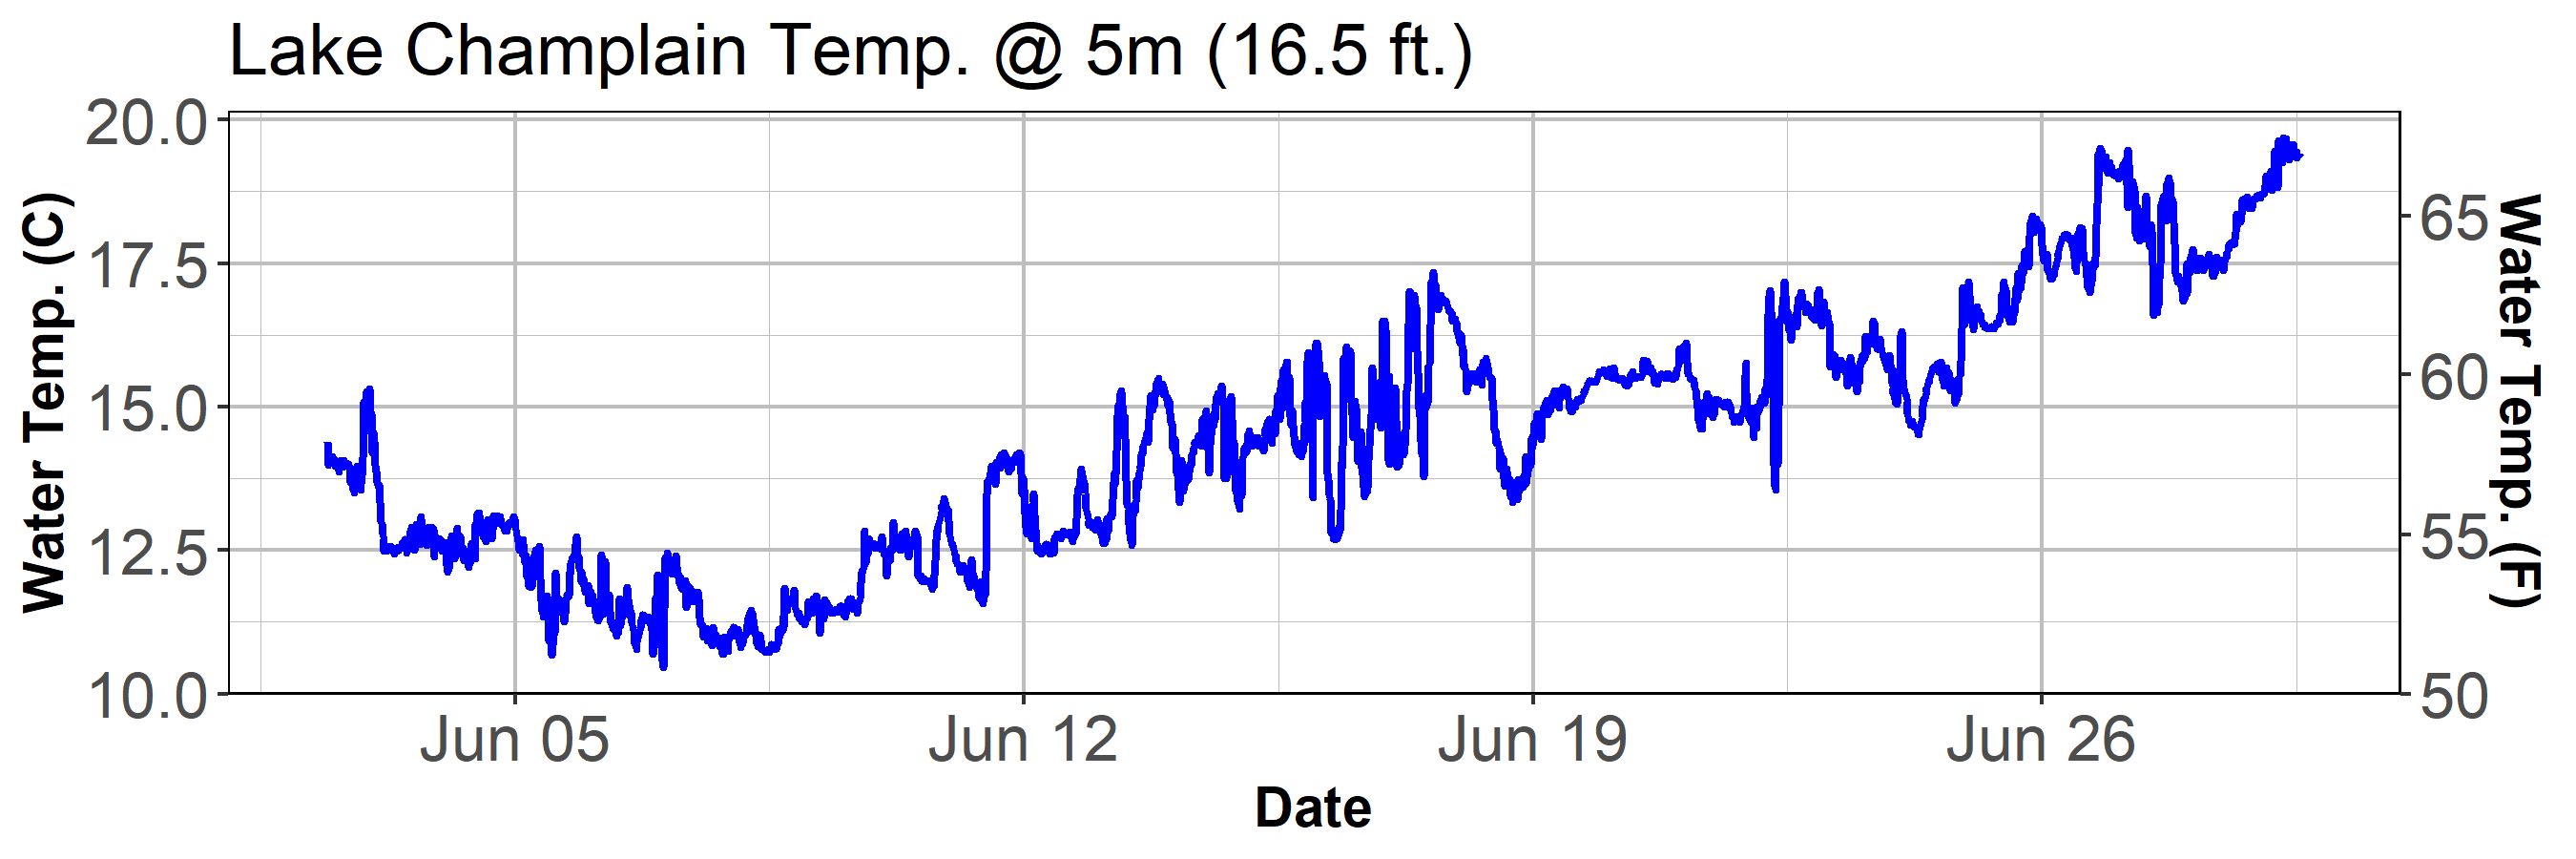 Lake Champlain Temp. @ 5m (16.5 ft.)
Water Temp. (C)
20.0
17.5
15.0
12.5
10.0
65
60
55
50
Water Temp. (F)
Jun 05 Jun 12 Jun 19 Jun 26
Date